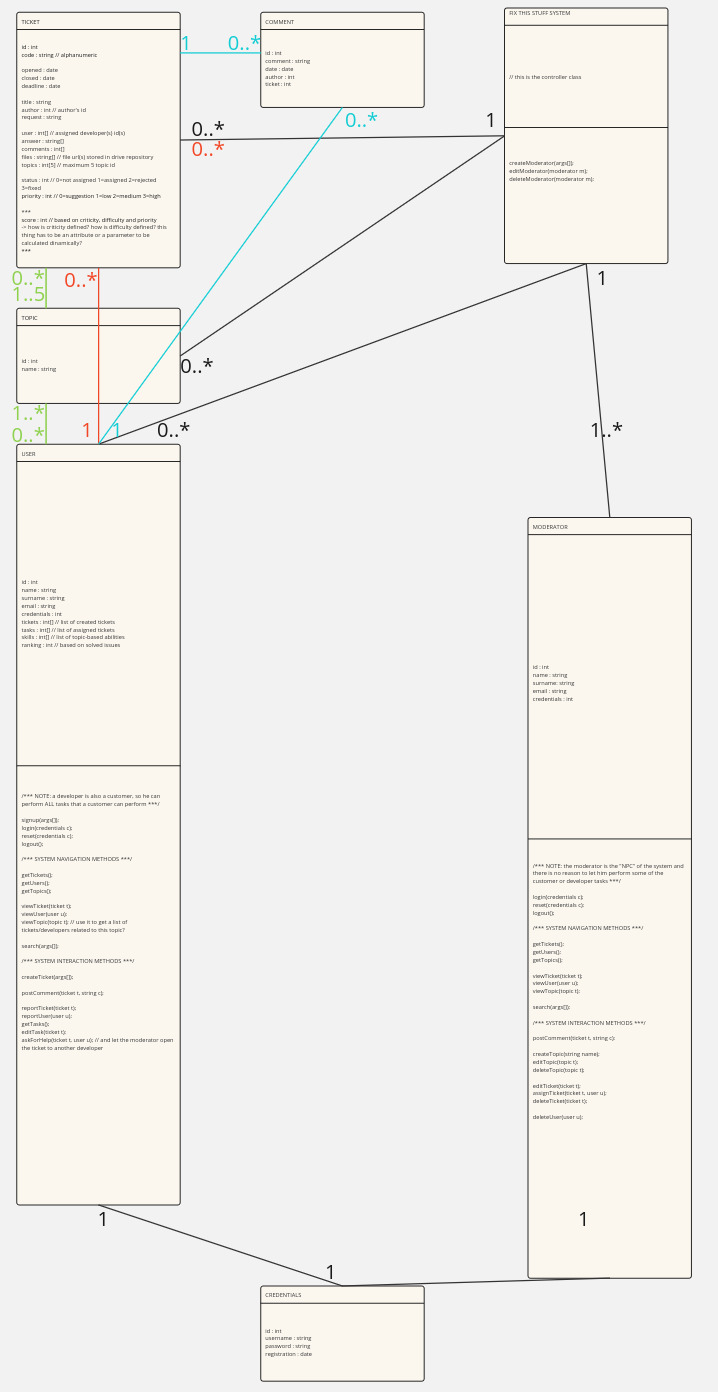 TICKET
id : int
code : string // alphanumeric
opened : date
closed : date
deadline : date
title : string
author : int // author's id
request : string
user : int[] // assigned developer(s) id(s)
answer : string[]
comments : int[]
files : string[] // file url(s) stored in drive repository
topics : int[5] // maximum 5 topic id
status : int // 0=not assigned 1=assigned 2=rejected
3=fixed
priority : int // 0=suggestion 1=low 2=medium 3=high
***
score : int // based on criticity, difficulty and priority
-> how is criticity defined? how is difficulty defined? this
thing has to be an attribute or a parameter to be
calculated dinamically?
***
1
0..*
COMMENT
id : int
comment : string
date : date
author : int
ticket : int
0..*
FIX THIS STUFF SYSTEM
// this is the controller class
createModerator(args[]);
editModerator(moderator m);
deleteModerator(moderator m);
0..*
0..*
1
1
0..*
1..5
0..*
TOPIC
id : int
name : string
0..*
1..*
0..*
1
1
0..*
1..*
USER
id : int
name : string
surname : string
email : string
credentials : int
tickets : int[] // list of created tickets
tasks : int[] // list of assigned tickets
skills : int[] // list of topic-based abilities
ranking : int // based on solved issues
/*** NOTE: a developer is also a customer, so he can
perform ALL tasks that a customer can perform ***/
signup(args[]);
login(credentials c);
reset(credentials c);
logout();
/*** SYSTEM NAVIGATION METHODS ***/
getTickets();
getUsers();
getTopics();
viewTicket(ticket t);
viewUser(user u);
viewTopic(topic t); // use it to get a list of
tickets/developers related to this topic?
search(args[]);
/*** SYSTEM INTERACTION METHODS ***/
createTicket(args[]);
postComment(ticket t, string c);
reportTicket(ticket t);
reportUser(user u);
getTasks();
editTask(ticket t);
askForHelp(ticket t, user u); // and let the moderator open
the ticket to another developer
MODERATOR
id : int
name : string
surname: string
email : string
credentials : int
/*** NOTE: the moderator is the "NPC" of the system and
there is no reason to let him perform some of the
customer or developer tasks ***/
login(credentials c);
reset(credentials c);
logout();
/*** SYSTEM NAVIGATION METHODS ***/
getTickets();
getUsers();
getTopics();
viewTicket(ticket t);
viewUser(user u);
viewTopic(topic t);
search(args[]);
/*** SYSTEM INTERACTION METHODS ***/
postComment(ticket t, string c);
createTopic(string name);
editTopic(topic t);
deleteTopic(topic t);
editTicket(ticket t);
assignTicket(ticket t, user u);
deleteTicket(ticket t);
deleteUser(user u);
1
1
1
CREDENTIALS
id : int
username : string
password : string
registration : date